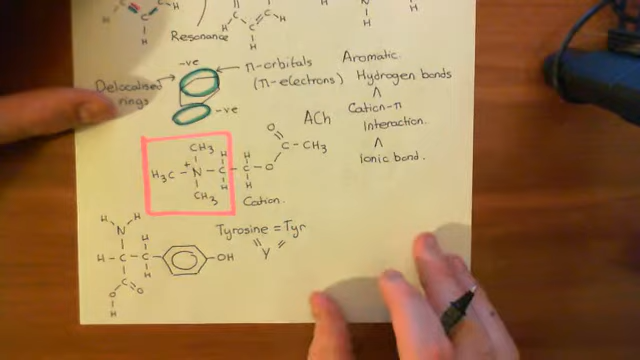 Resonance
-ve
π-orbitals
(π-electrons)
Delocalised
rings
-ve
Aromatic.
Hydrogen bonds
Λ
Cation-π
Interaction.
Λ
ionic bond.
ACh
CH₃
H₃C - N⁺ - C - C - O
CH₃
H H
H H
O
C - CH₃
Cation.
H H
N H
H - C - C - OH
H
C O
O
H
Tyrosine = Tyr
Y